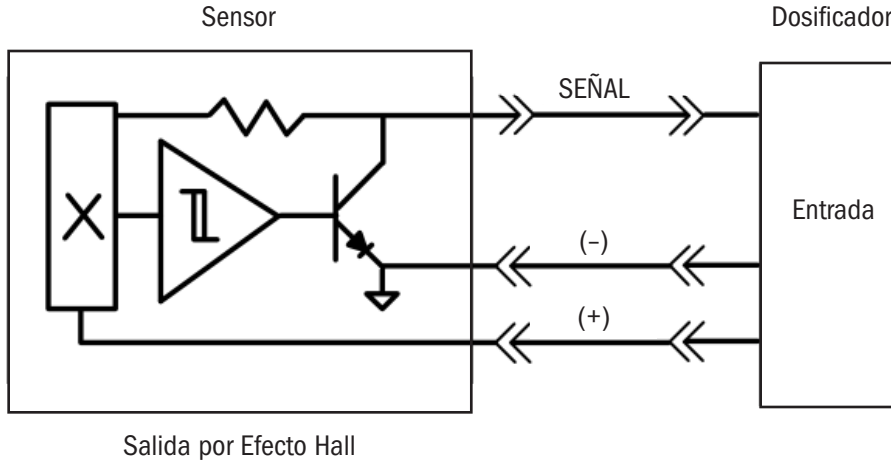 Sensor
Dosificador
SEÑAL
Entrada
(–)
(+)
Salida por Efecto Hall